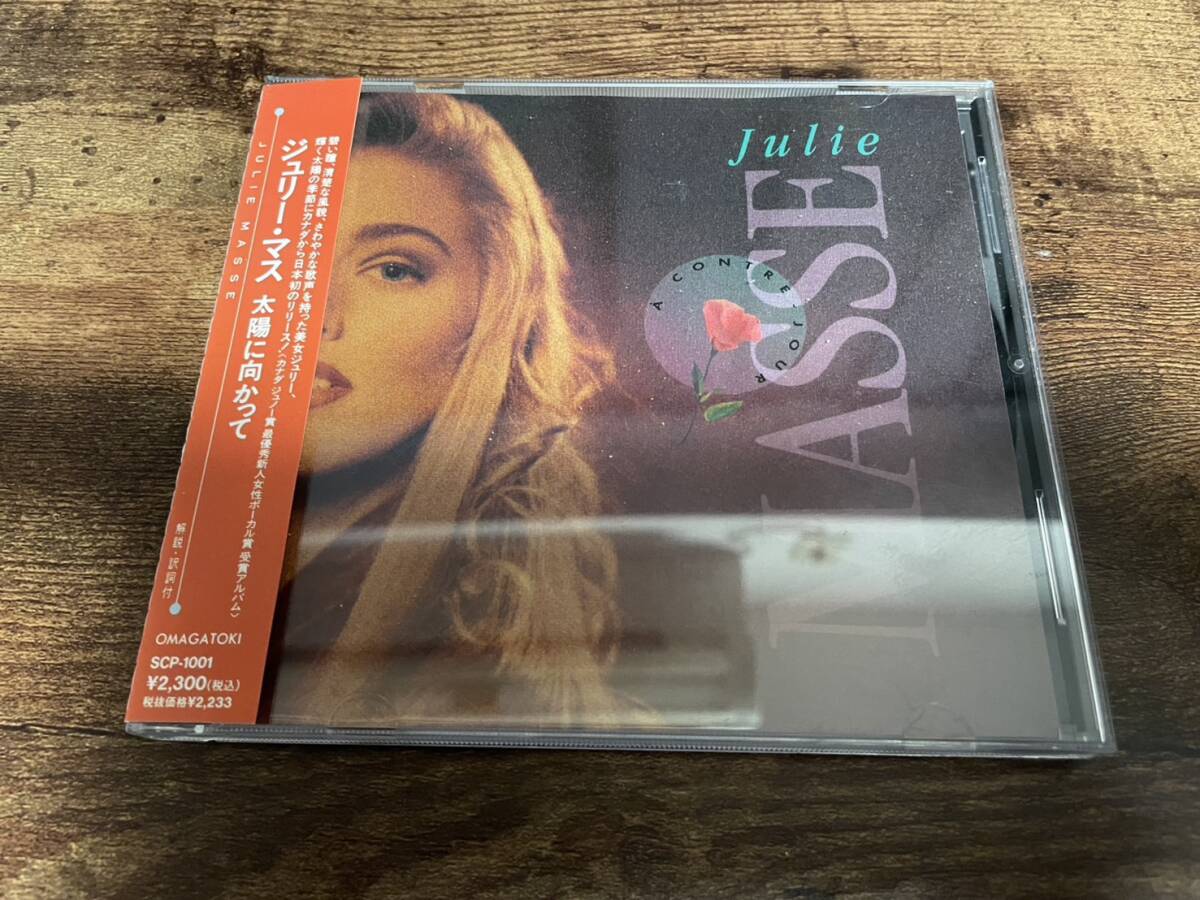 JULIE MASSE
ジュリー・マス 太陽に向かって
碧い瞳、清楚な風貌、さわやかな歌声を持った美女ジュリー、
輝く太陽の季節にカナダから日本初のリリース!〈カナダ ジュノー賞 最優秀新人女性ボーカル賞 受賞アルバム〉
解説・訳詞付
OMAGATOKI
SCP-1001
¥2,300(税込)
税抜価格¥2,233
Julie
MASSE
À CONTRE-JOUR